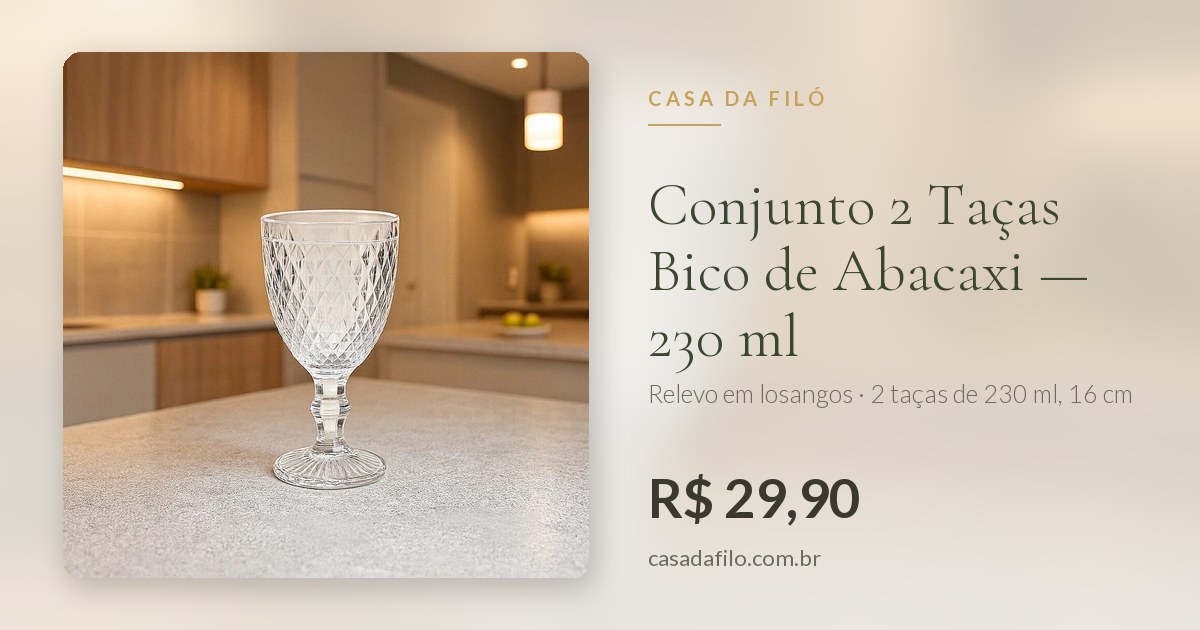 CASA DA FILÓ
Conjunto 2 Taças
Bico de Abacaxi —
230 ml
Relevo em losangos · 2 taças de 230 ml, 16 cm
R$ 29,90
casadafilo.com.br